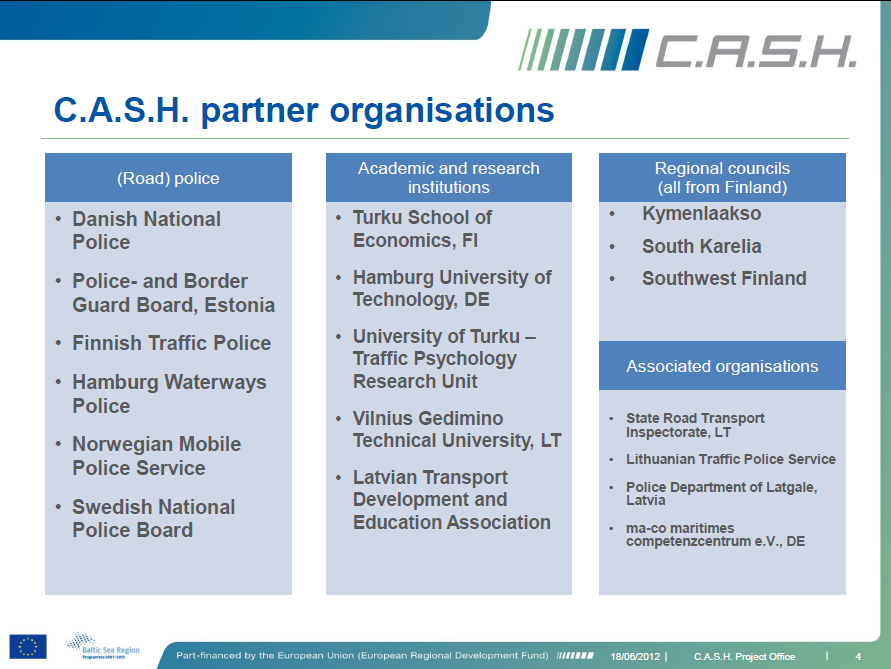 C.A.S.H.
C.A.S.H. partner organisations
(Road) police
• Danish National
Police
• Police- and Border
Guard Board, Estonia
• Finnish Traffic Police
• Hamburg Waterways
Police
• Norwegian Mobile
Police Service
• Swedish National
Police Board
Academic and research
institutions
• Turku School of
Economics, FI
• Hamburg University of
Technology, DE
• University of Turku –
Traffic Psychology
Research Unit
• Vilnius Gedimino
Technical University, LT
• Latvian Transport
Development and
Education Association
Regional councils
(all from Finland)
• Kymenlaakso
• South Karelia
• Southwest Finland
Associated organisations
• State Road Transport
Inspectorate, LT
• Lithuanian Traffic Police Service
• Police Department of Latgale,
Latvia
• ma-co maritimes
competenzcentrum e.V., DE
Baltic Sea Region
Programme 2007-2013
Part-financed by the European Union (European Regional Development Fund)
18/06/2012 | C.A.S.H. Project Office | 4